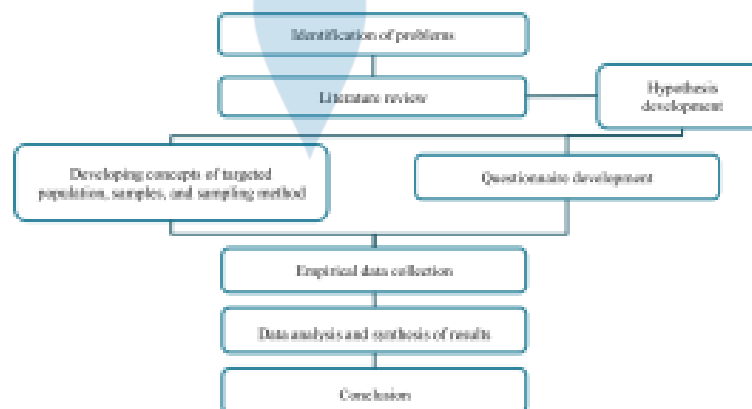 Identification of problems
Literature review
Hypothesis
development
Developing concepts of targeted
population, samples, and sampling method
Questionnaire development
Empirical data collection
Data analysis and synthesis of results
Conclusion